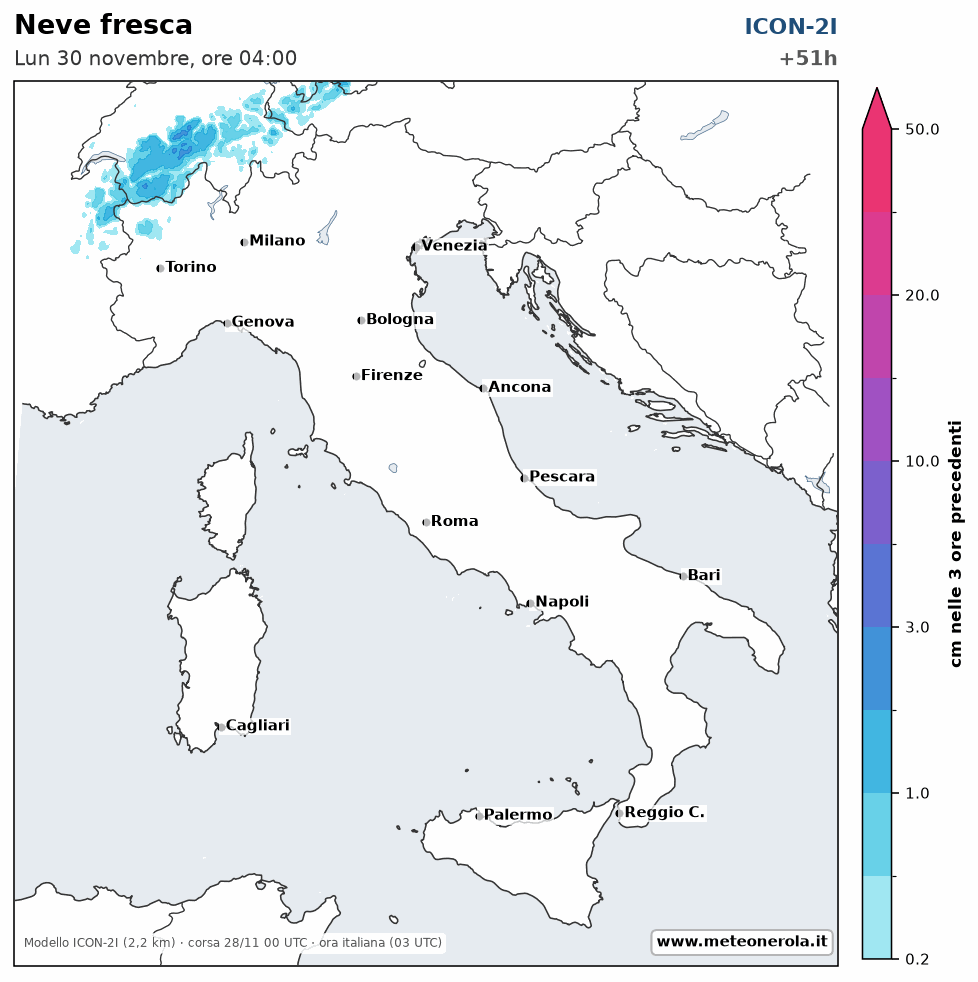 Neve fresca
ICON-2I
Lun 30 novembre, ore 04:00
+51h
50.0
20.0
10.0
3.0
1.0
0.2
cm nelle 3 ore precedenti
Milano
Venezia
Torino
Genova
Bologna
Firenze
Ancona
Pescara
Roma
Bari
Napoli
Cagliari
Palermo
Reggio C.
Modello ICON-2I (2,2 km) · corsa 28/11 00 UTC · ora italiana (03 UTC)
www.meteonerola.it